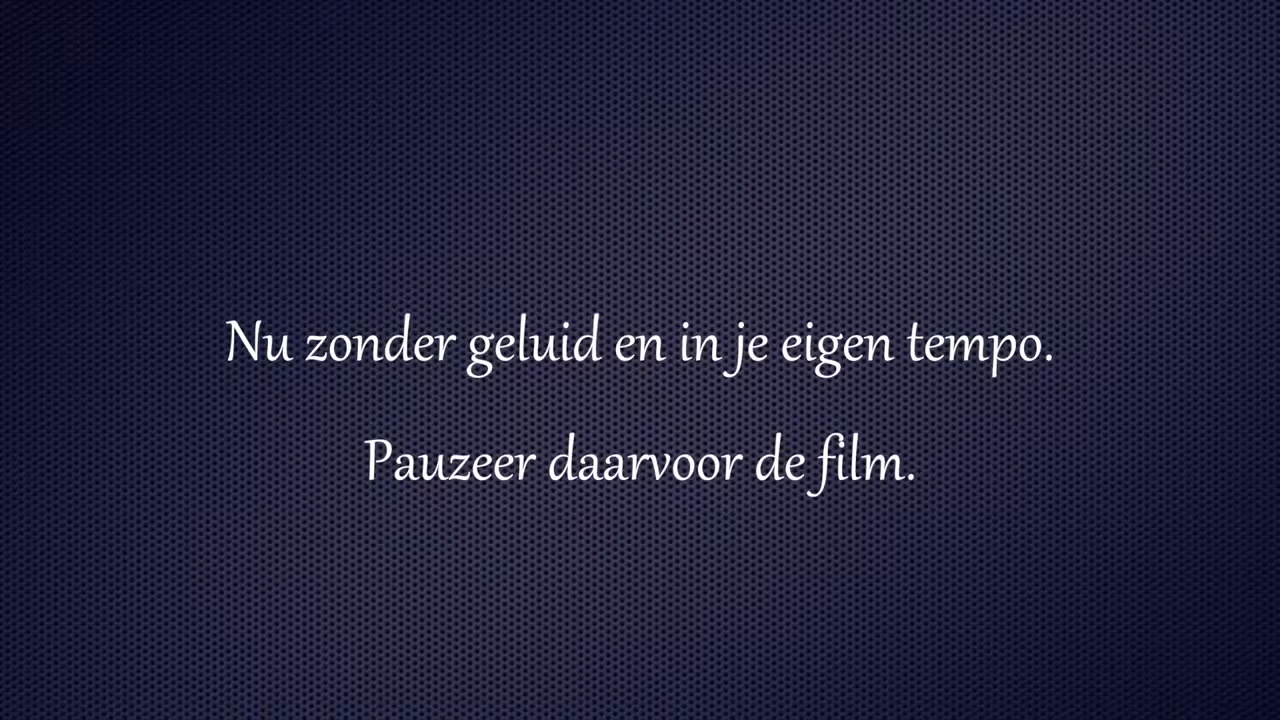 Nu zonder geluid en in je eigen tempo.
Pauzeer daarvoor de film.